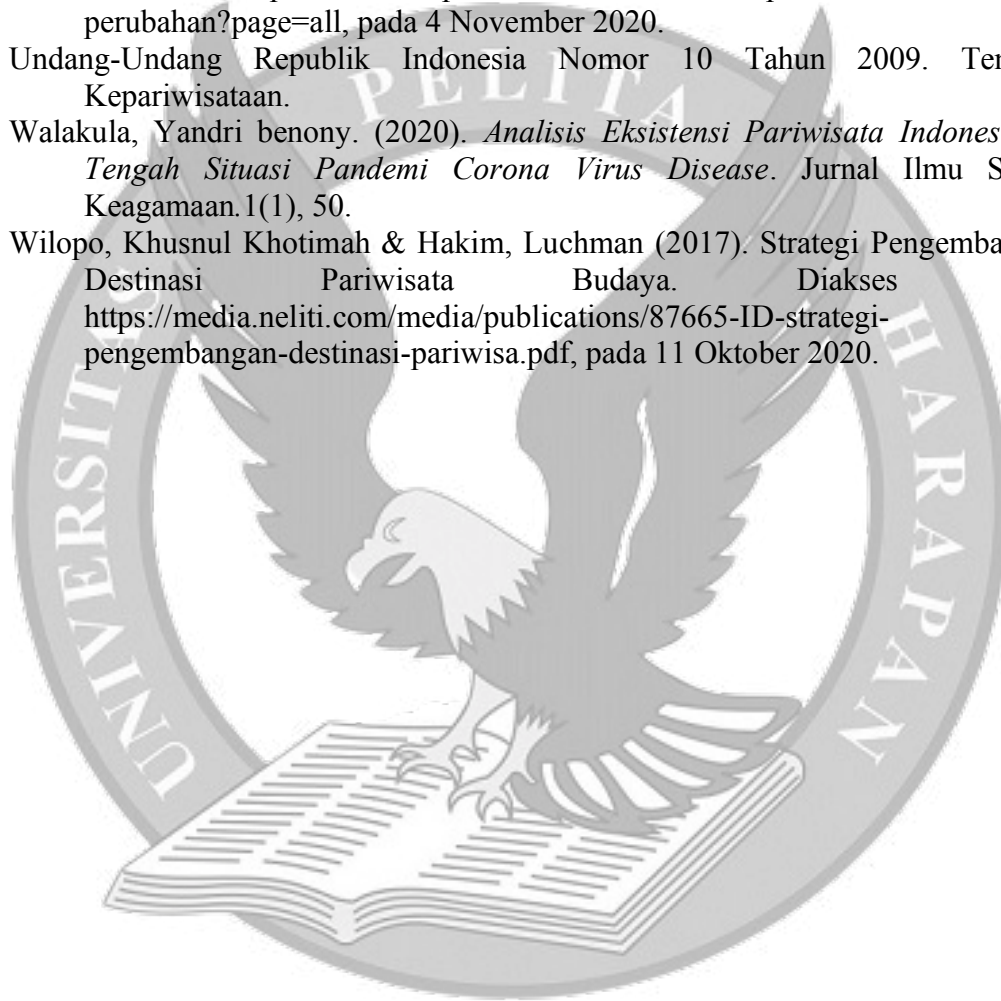 perubahan?page=all, pada 4 November 2020.
Undang-Undang Republik Indonesia Nomor 10 Tahun 2009.
Kepariwisataan.
Walakula, Yandri benony. (2020). Analisis Eksistensi Pariwisata
Tengah Situasi Pandemi Corona Virus Disease. Jurnal Ilmu
Keagamaan.1(1), 50.
Wilopo, Khusnul Khotimah & Hakim, Luchman (2017). Strategi
Destinasi Pariwisata Budaya. Diakses
https://media.neliti.com/media/publications/87665-ID-strategi-
pengembangan-destinasi-pariwisa.pdf, pada 11 Oktober 2020.
UNIVERSITAS PELITA HARAPAN